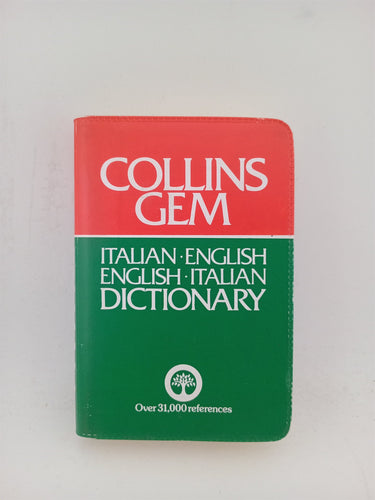 COLLINS
GEM
ITALIAN · ENGLISH
ENGLISH · ITALIAN
DICTIONARY
Over 31,000 references